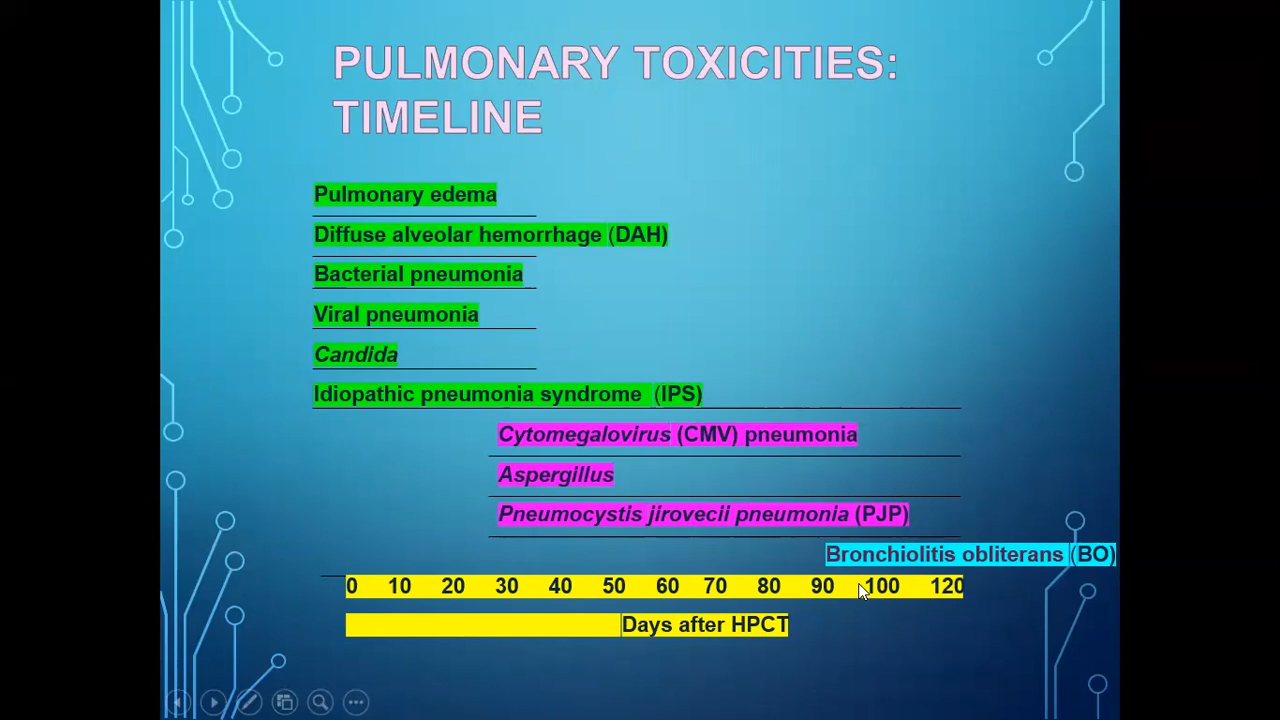 PULMONARY TOXICITIES:
TIMELINE
Pulmonary edema
Diffuse alveolar hemorrhage (DAH)
Bacterial pneumonia
Viral pneumonia
Candida
Idiopathic pneumonia syndrome (IPS)
Cytomegalovirus (CMV) pneumonia
Aspergillus
Pneumocystis jirovecii pneumonia (PJP)
Bronchiolitis obliterans (BO)
0 10 20 30 40 50 60 70 80 90 100 120
Days after HPCT